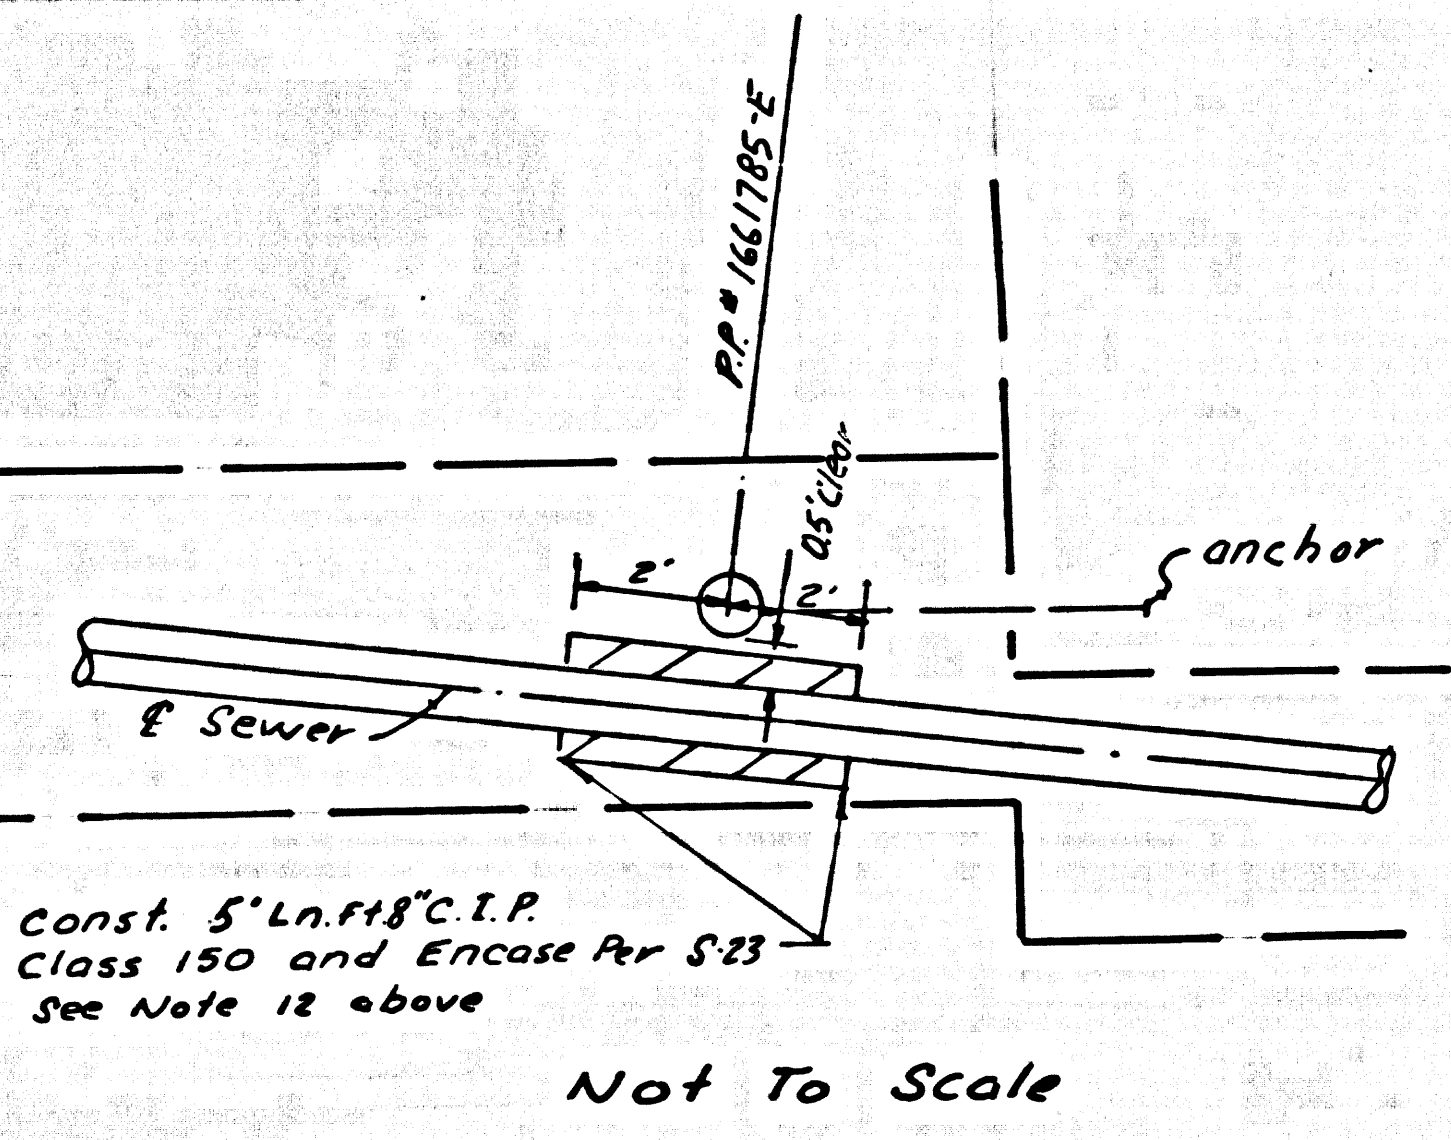 P.P. # 1661785-E
0.5' Clear
2'
2'
anchor
℄ Sewer
Const. 5' Ln.Ft.8" C.I.P.
Class 150 and Encase Per S-23
See Note 12 above
Not To Scale